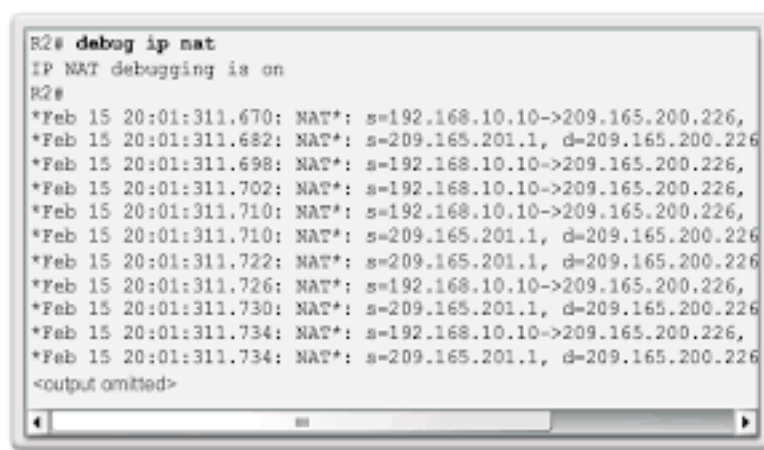 R2# debug ip nat
IP NAT debugging is on
R2#
*Feb 15 20:01:311.670: NAT*: s=192.168.10.10->209.165.200.226,
*Feb 15 20:01:311.682: NAT*: s=209.165.201.1, d=209.165.200.226
*Feb 15 20:01:311.698: NAT*: s=192.168.10.10->209.165.200.226,
*Feb 15 20:01:311.702: NAT*: s=192.168.10.10->209.165.200.226,
*Feb 15 20:01:311.710: NAT*: s=192.168.10.10->209.165.200.226,
*Feb 15 20:01:311.710: NAT*: s=209.165.201.1, d=209.165.200.226
*Feb 15 20:01:311.722: NAT*: s=209.165.201.1, d=209.165.200.226
*Feb 15 20:01:311.726: NAT*: s=192.168.10.10->209.165.200.226,
*Feb 15 20:01:311.730: NAT*: s=209.165.201.1, d=209.165.200.226
*Feb 15 20:01:311.734: NAT*: s=192.168.10.10->209.165.200.226,
*Feb 15 20:01:311.734: NAT*: s=209.165.201.1, d=209.165.200.226
<output omitted>